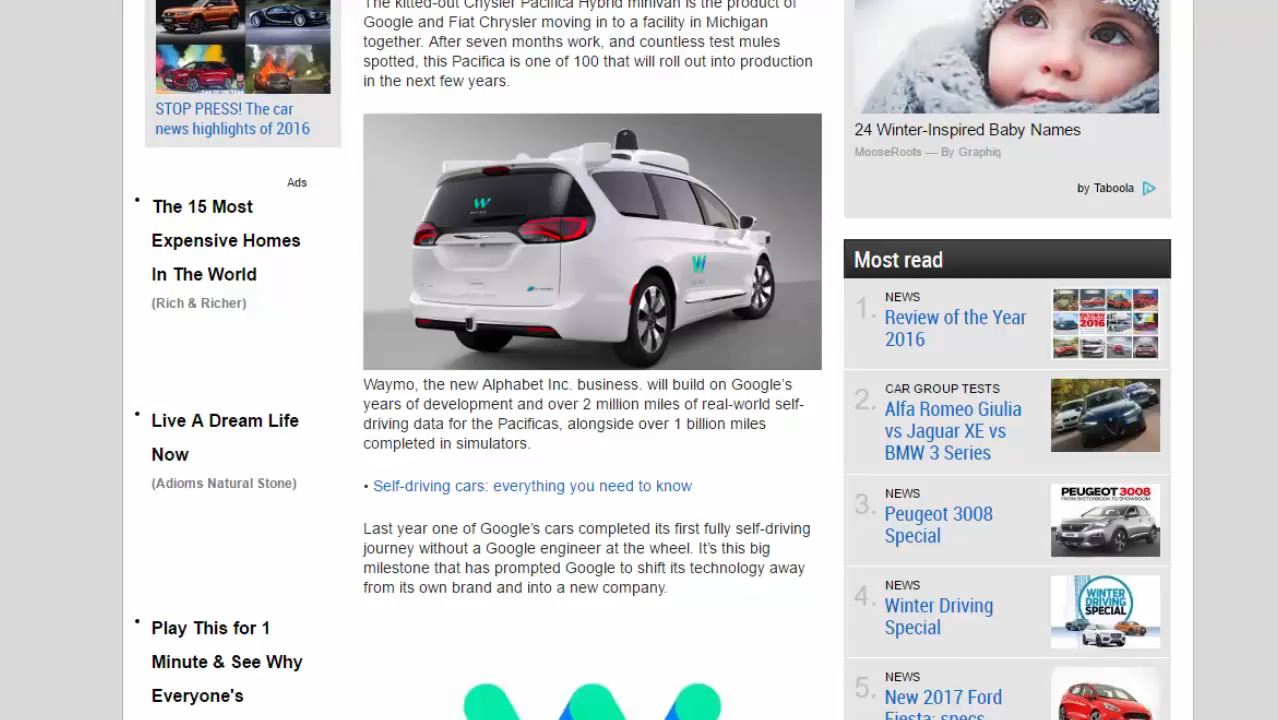 STOP PRESS! The car
news highlights of 2016
Ads
• The 15 Most
Expensive Homes
In The World
(Rich & Richer)
• Live A Dream Life
Now
(Adioms Natural Stone)
• Play This for 1
Minute & See Why
Everyone's
The kitted-out Chysler Pacifica Hybrid minivan is the product of
Google and Fiat Chrysler moving in to a facility in Michigan
together. After seven months work, and countless test mules
spotted, this Pacifica is one of 100 that will roll out into production
in the next few years.
W
Waymo, the new Alphabet Inc. business. will build on Google's
years of development and over 2 million miles of real-world self-
driving data for the Pacificas, alongside over 1 billion miles
completed in simulators.
• Self-driving cars: everything you need to know
Last year one of Google's cars completed its first fully self-driving
journey without a Google engineer at the wheel. It's this big
milestone that has prompted Google to shift its technology away
from its own brand and into a new company.
24 Winter-Inspired Baby Names
MooseRoots — By Graphiq
by Taboola
Most read
1. NEWS
Review of the Year
2016
REVIEW
2016
2. CAR GROUP TESTS
Alfa Romeo Giulia
vs Jaguar XE vs
BMW 3 Series
3. NEWS
Peugeot 3008
Special
PEUGEOT 3008
FROM SKETCHBOOK TO SHOWROOM
4. NEWS
Winter Driving
Special
WINTER
DRIVING
SPECIAL
5. NEWS
New 2017 Ford
Fiesta: specs